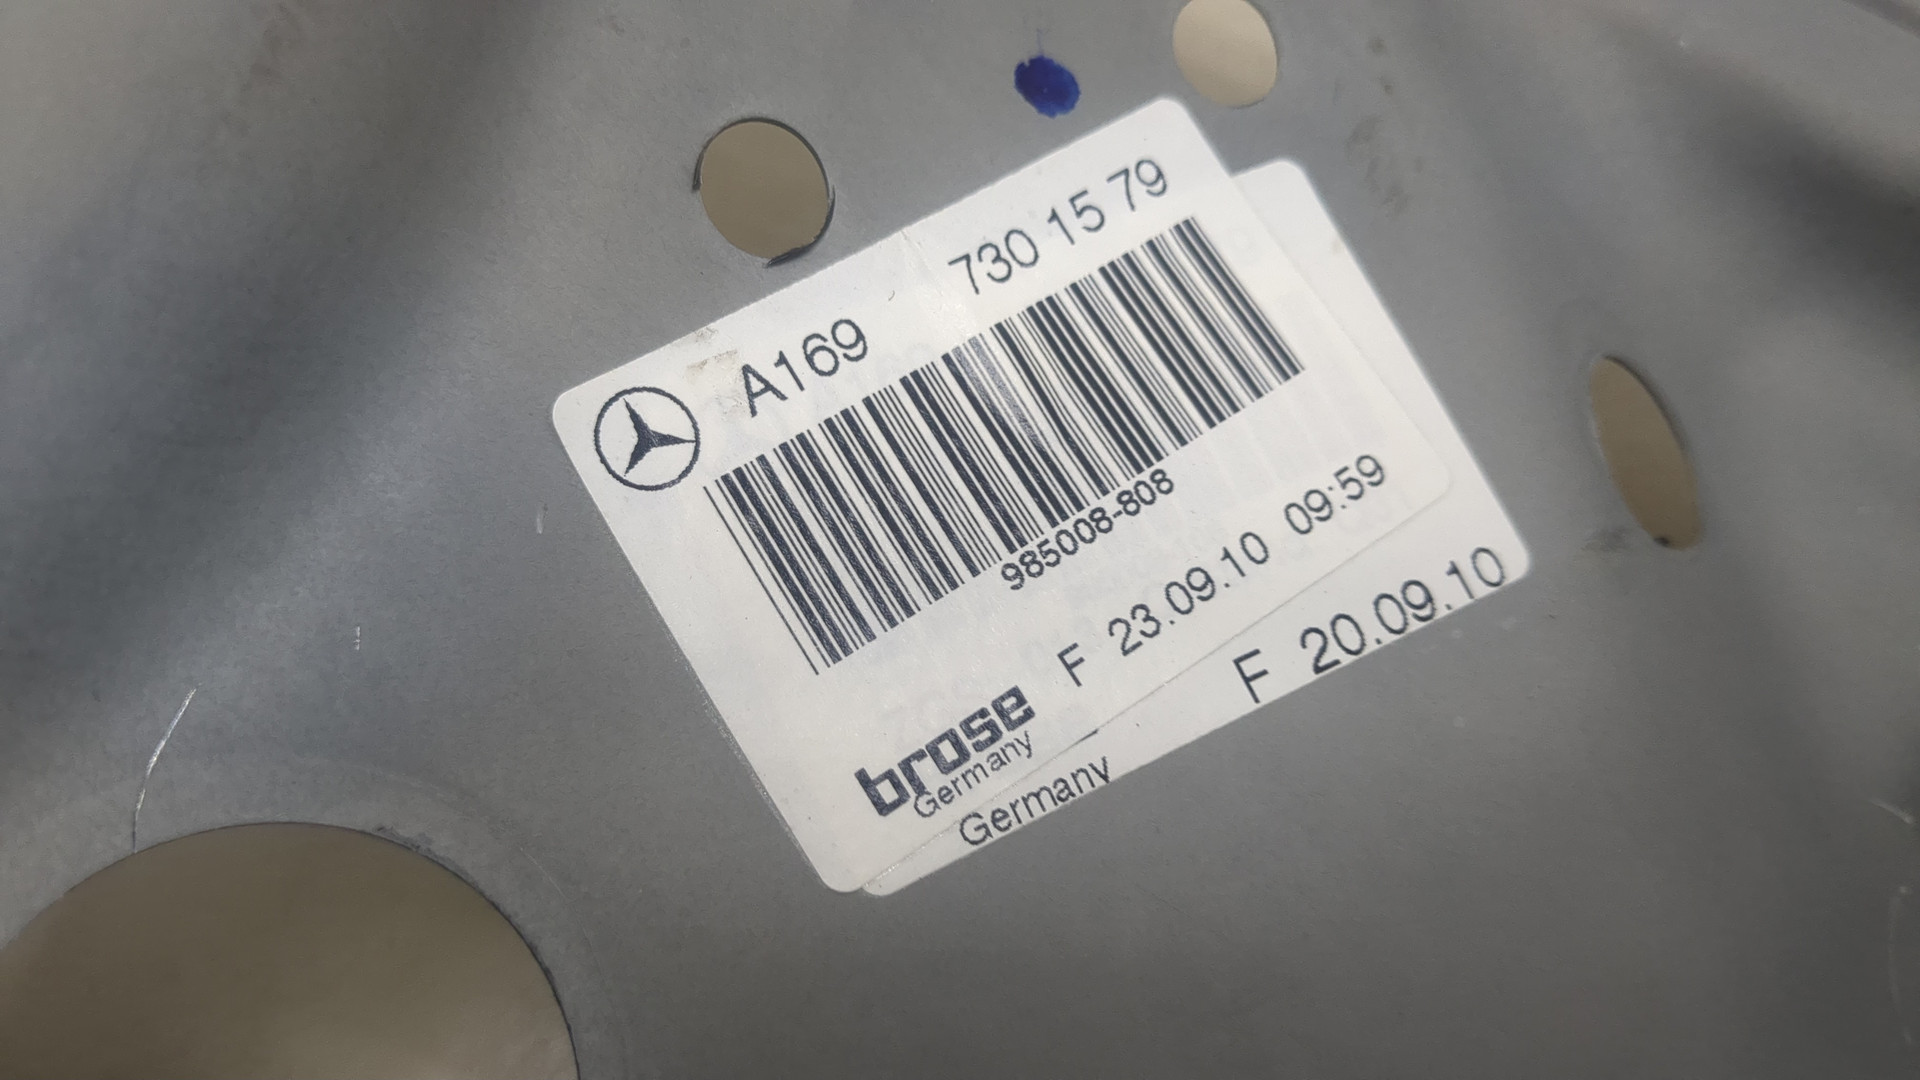 A169 730 15 79
985008-808
F 23.09.10 09:59
brose
Germany
F 20.09.10
Germany